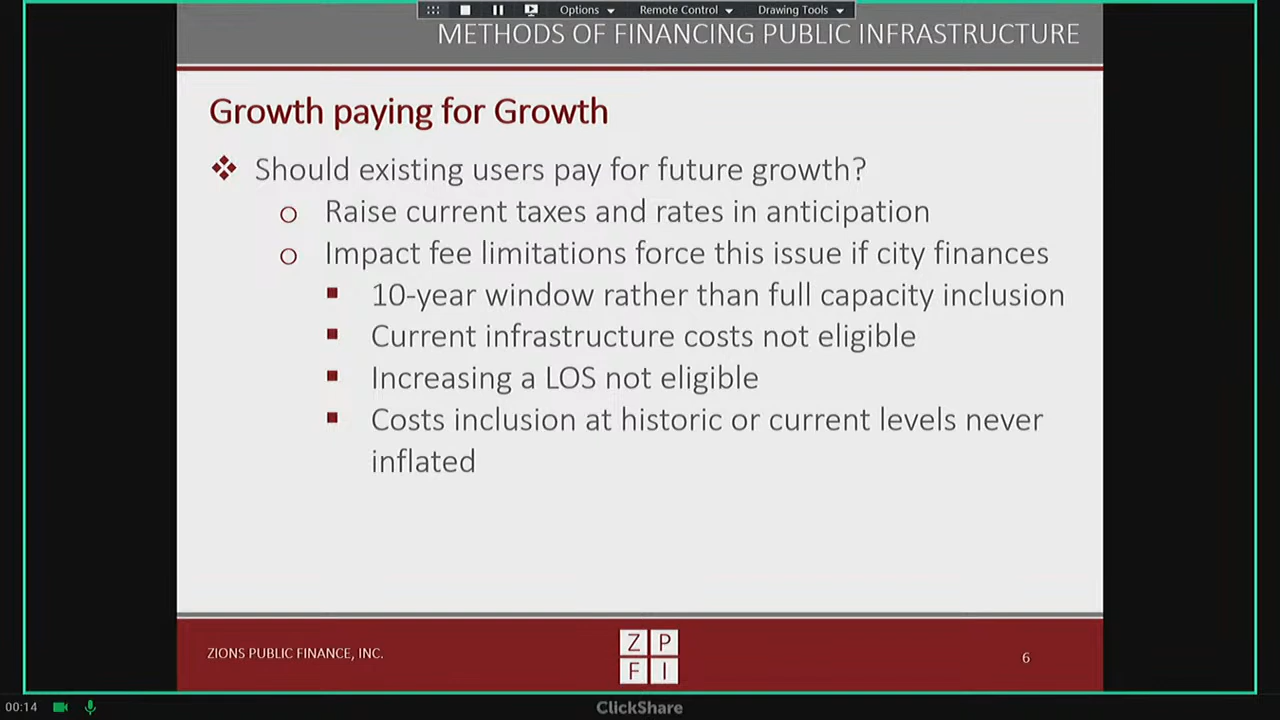 Options
Remote Control
Drawing Tools
METHODS OF FINANCING PUBLIC INFRASTRUCTURE
Growth paying for Growth
Should existing users pay for future growth?
Raise current taxes and rates in anticipation
Impact fee limitations force this issue if city finances
10-year window rather than full capacity inclusion
Current infrastructure costs not eligible
Increasing a LOS not eligible
Costs inclusion at historic or current levels never
inflated
ZIONS PUBLIC FINANCE, INC.
Z P
F I
6
00:14
ClickShare